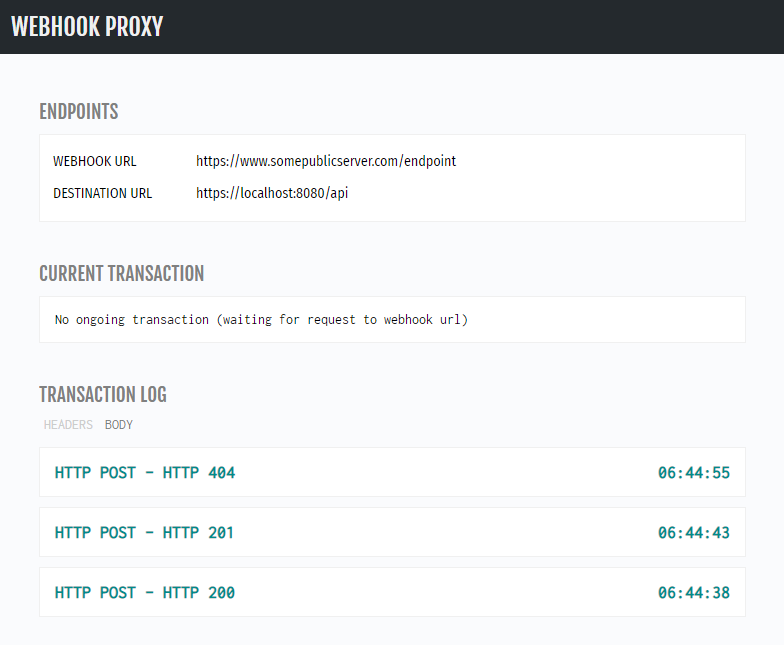 WEBHOOK PROXY
ENDPOINTS
WEBHOOK URL https://www.somepublicserver.com/endpoint
DESTINATION URL https://localhost:8080/api
CURRENT TRANSACTION
No ongoing transaction (waiting for request to webhook url)
TRANSACTION LOG
HEADERS BODY
HTTP POST - HTTP 404 06:44:55
HTTP POST - HTTP 201 06:44:43
HTTP POST - HTTP 200 06:44:38